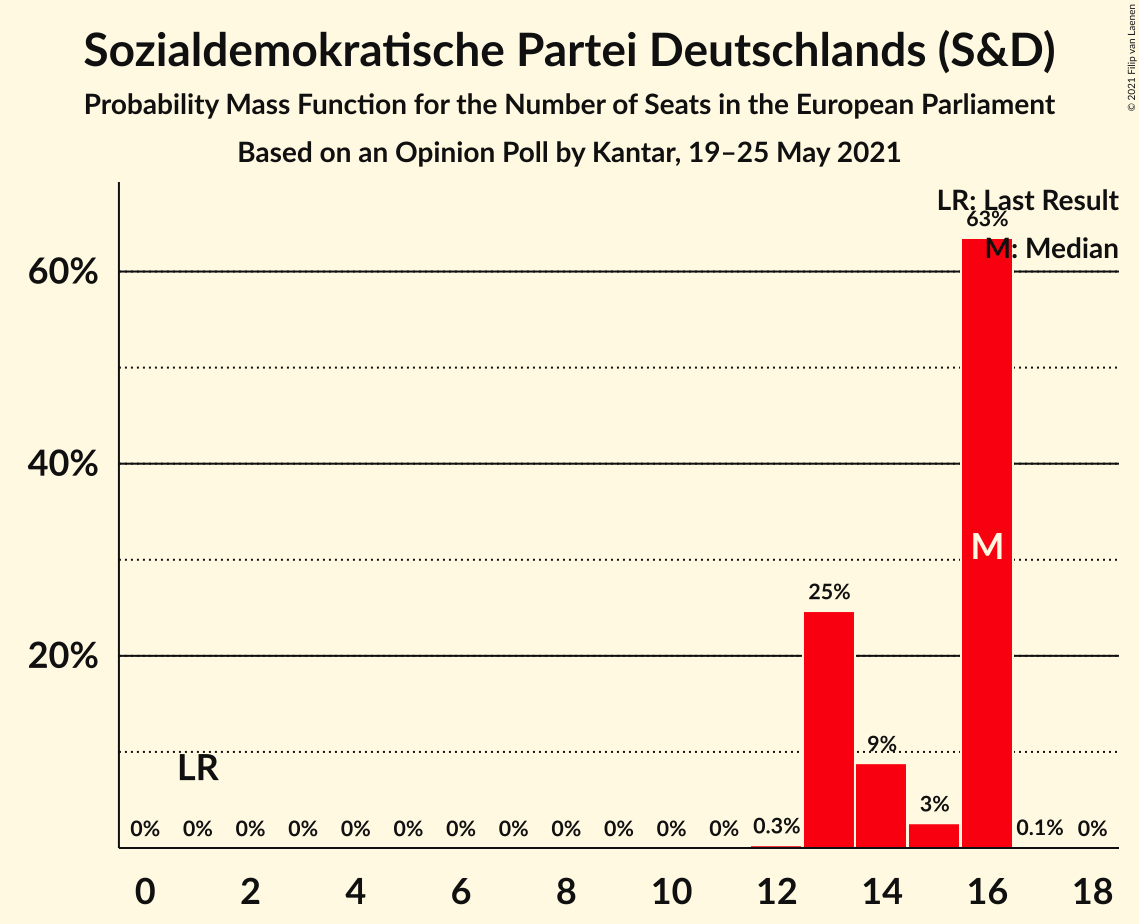 Sozialdemokratische Partei Deutschlands (S&D)
Probability Mass Function for the Number of Seats in the European Parliament
Based on an Opinion Poll by Kantar, 19–25 May 2021
© 2021 Filip van Laenen
LR: Last Result
M: Median
63%
60%
40%
M
25%
20%
9%
LR
3%
0% 0% 0% 0% 0% 0% 0% 0% 0% 0% 0% 0% 0.3% 0.1% 0%
0 2 4 6 8 10 12 14 16 18